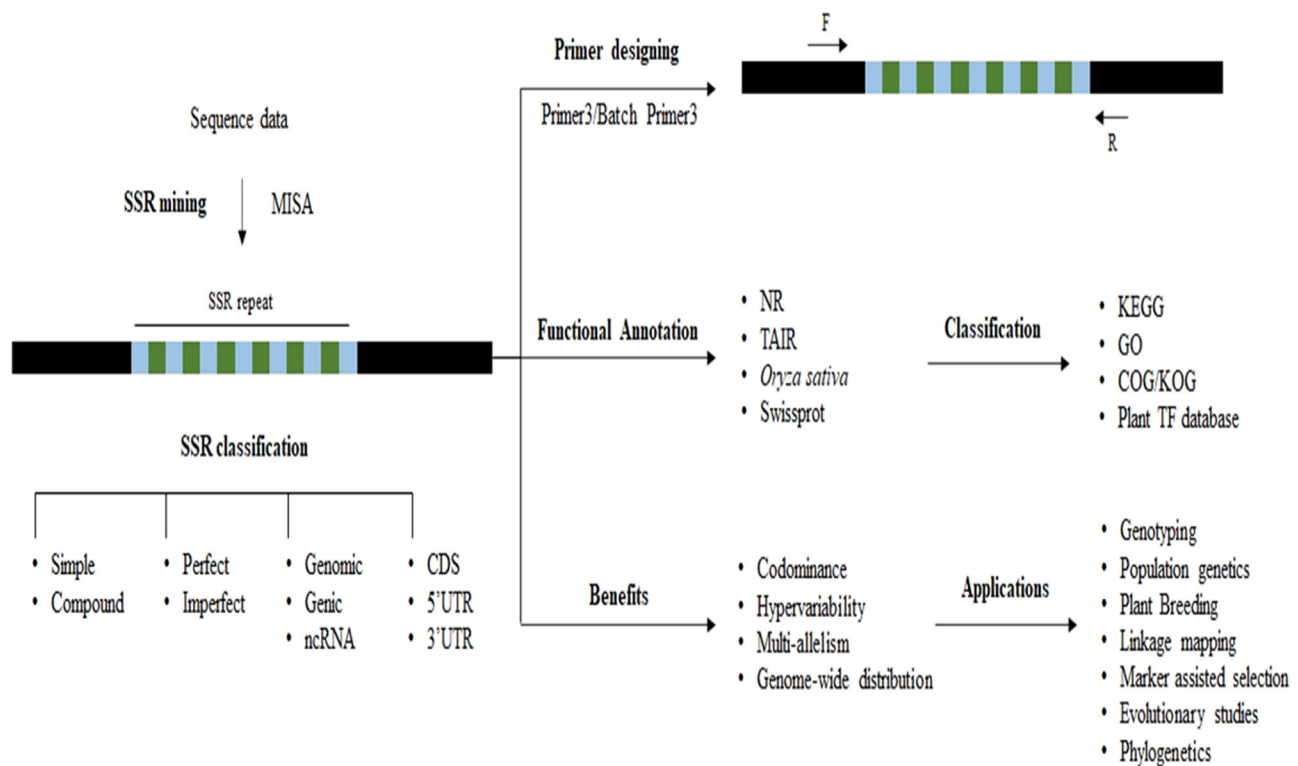 Sequence data
SSR mining
MISA
SSR repeat
SSR classification
• Simple
• Compound
• Perfect
• Imperfect
• Genomic
• Genic
• ncRNA
• CDS
• 5’UTR
• 3’UTR
Primer designing
Primer3/Batch Primer3
F
R
Functional Annotation
• NR
• TAIR
• Oryza sativa
• Swissprot
Classification
• KEGG
• GO
• COG/KOG
• Plant TF database
Benefits
• Codominance
• Hypervariability
• Multi-allelism
• Genome-wide distribution
Applications
• Genotyping
• Population genetics
• Plant Breeding
• Linkage mapping
• Marker assisted selection
• Evolutionary studies
• Phylogenetics